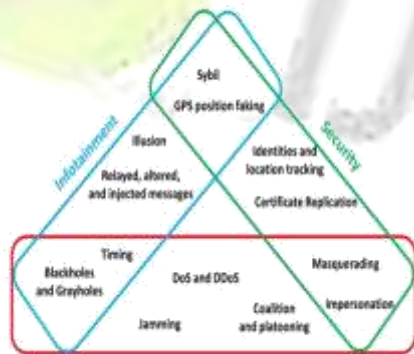 Sybil
GPS position faking
Infotainment
Security
Illusion
Relayed, altered,
and injected messages
Identities and
location tracking
Certificate Replication
Timing
Blackholes
and Grayholes
DoS and DDoS
Masquerading
Jamming
Coalition
and platooning
Impersonation